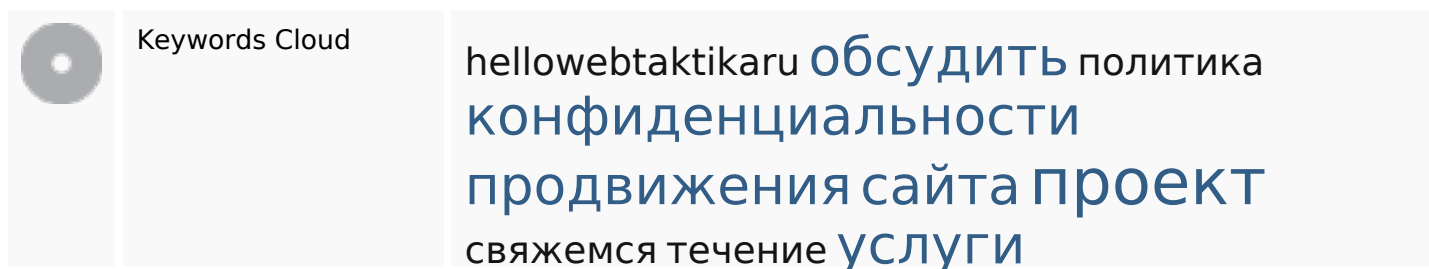 Keywords Cloud
hellowebtaktikaru обсудить политика
конфиденциальности
продвижения сайта проект
свяжемся течение услуги